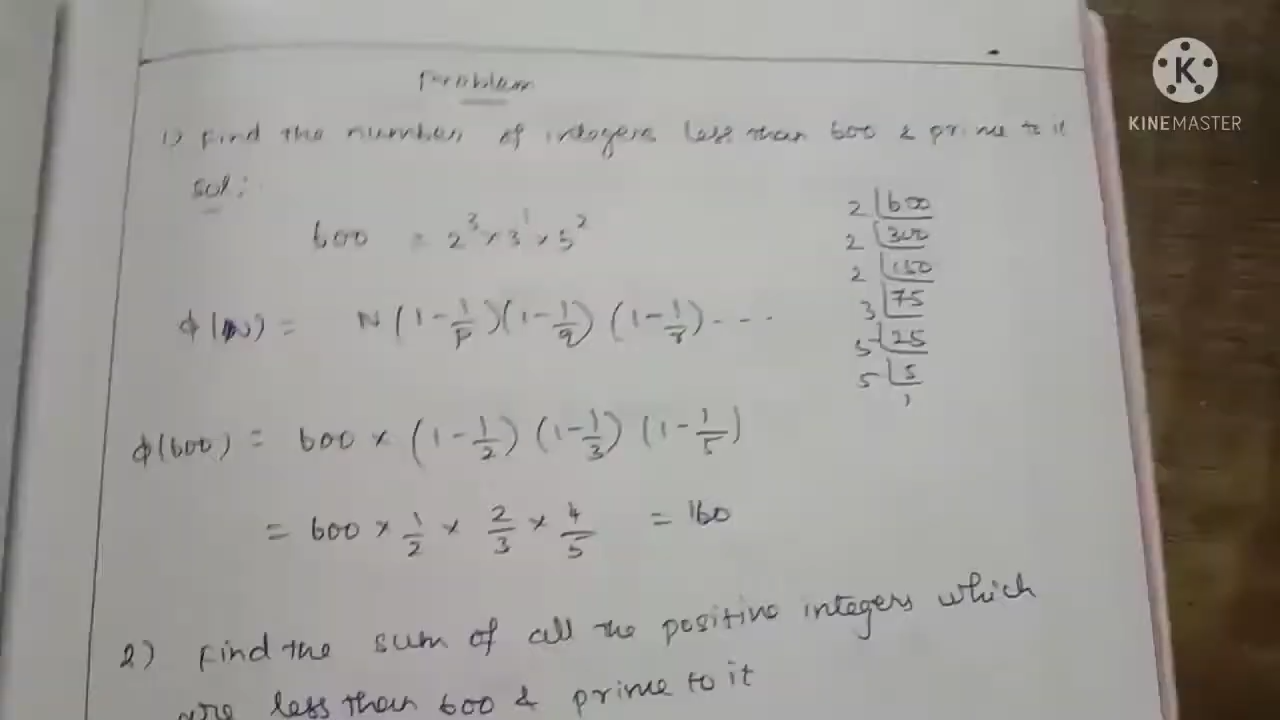 Problem
1) Find the number of integers less than 600 & prime to it
Sol:
600 = 2³ × 3¹ × 5²
2 | 600
2 | 300
2 | 150
3 | 75
5 | 25
5 | 5
1
φ(N) = N(1-1/p)(1-1/q)(1-1/r)----
φ(600) = 600 × (1-1/2)(1-1/3)(1-1/5)
= 600 × 1/2 × 2/3 × 4/5 = 160
2) Find the sum of all the positive integers which
are less than 600 & prime to it
K
KINEMASTER